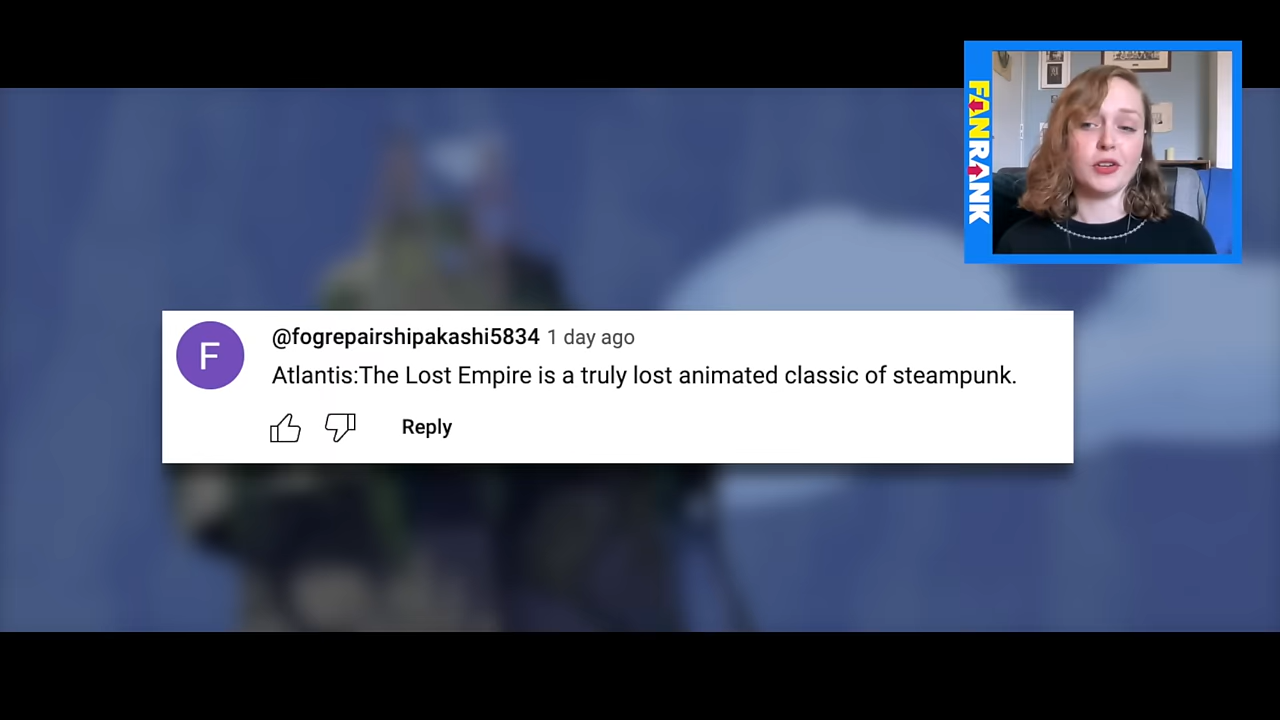 FANRANK
@fogrepairshipakashi5834 1 day ago
Atlantis:The Lost Empire is a truly lost animated classic of steampunk.
Reply
F